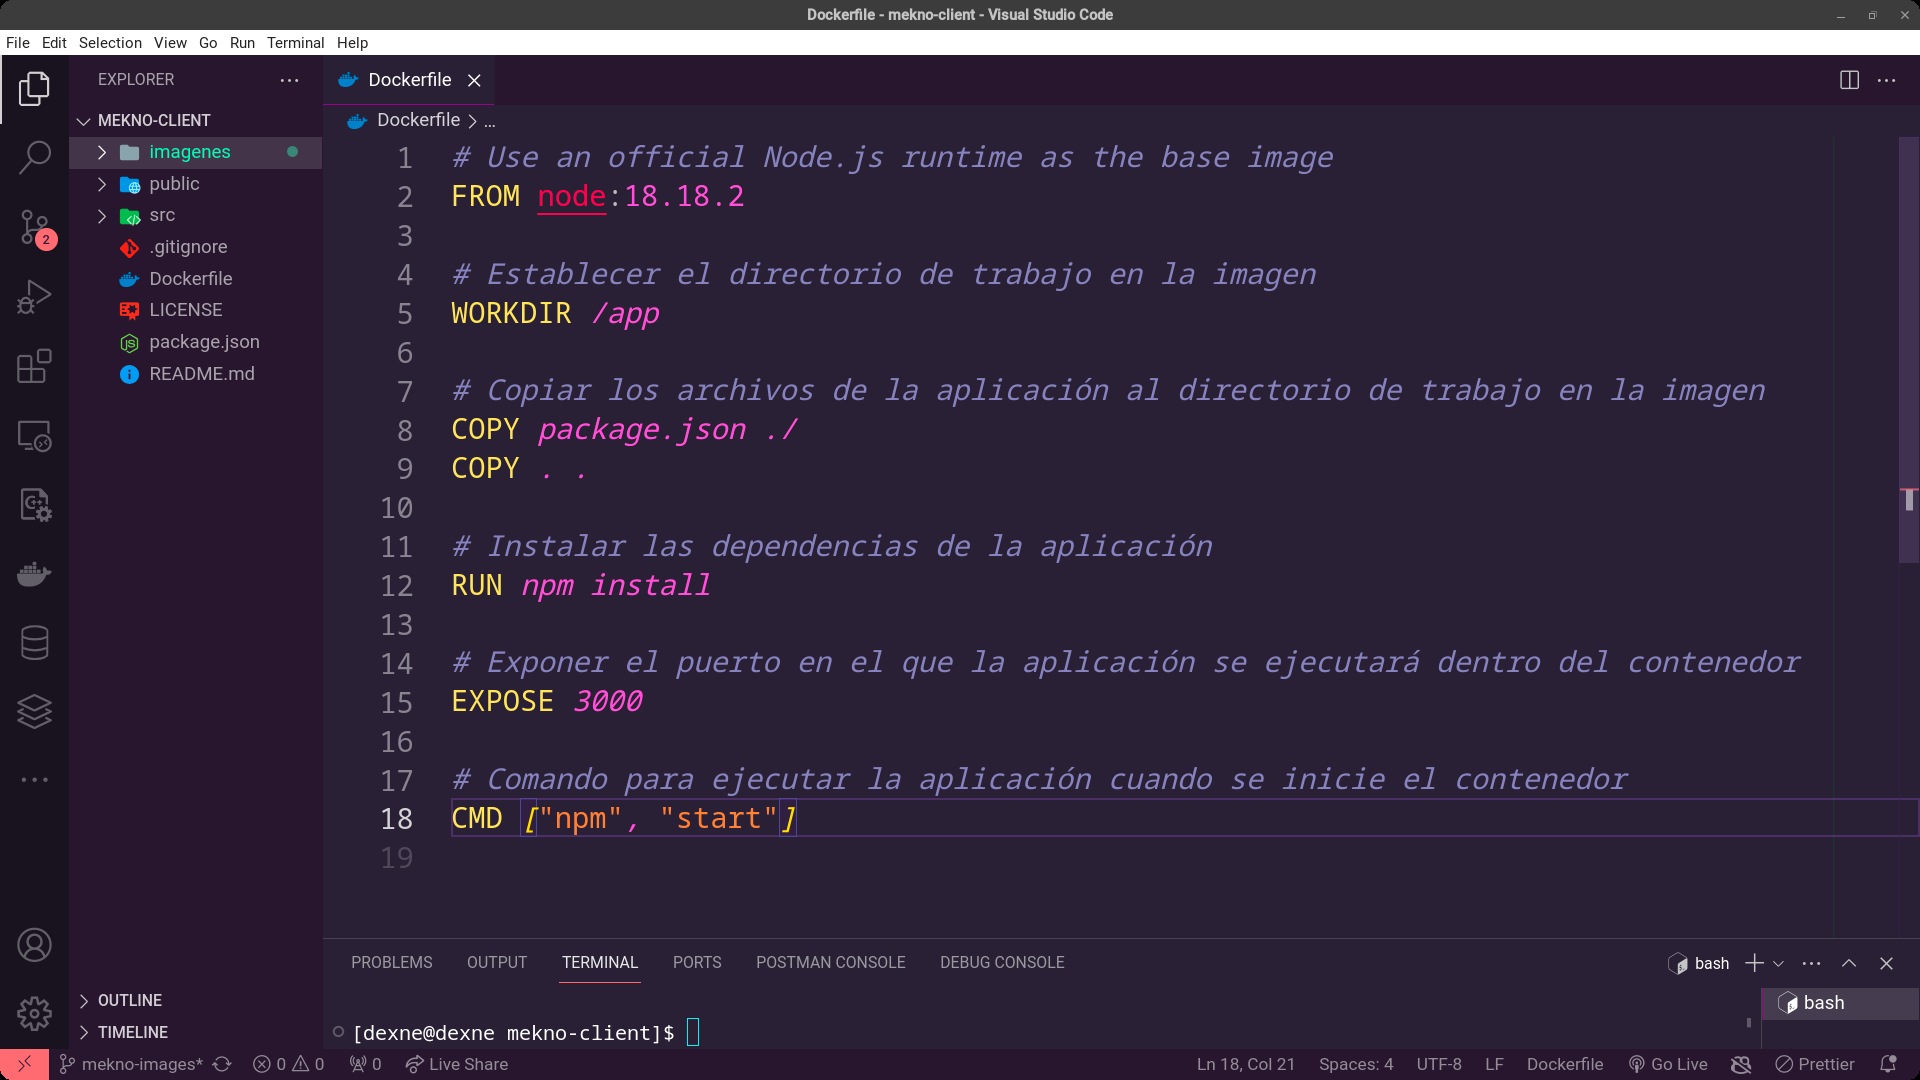 Dockerfile - mekno-client - Visual Studio Code
File Edit Selection View Go Run Terminal Help
EXPLORER
MEKNO-CLIENT
imagenes
public
src
.gitignore
Dockerfile
LICENSE
package.json
README.md
OUTLINE
TIMELINE
2
Dockerfile
Dockerfile > ...
1 # Use an official Node.js runtime as the base image
2 FROM node:18.18.2
3
4 # Establecer el directorio de trabajo en la imagen
5 WORKDIR /app
6
7 # Copiar los archivos de la aplicación al directorio de trabajo en la imagen
8 COPY package.json ./
9 COPY . .
10
11 # Instalar las dependencias de la aplicación
12 RUN npm install
13
14 # Exponer el puerto en el que la aplicación se ejecutará dentro del contenedor
15 EXPOSE 3000
16
17 # Comando para ejecutar la aplicación cuando se inicie el contenedor
18 CMD ["npm", "start"]
19
PROBLEMS OUTPUT TERMINAL PORTS POSTMAN CONSOLE DEBUG CONSOLE
bash
bash
[dexne@dexne mekno-client]$
mekno-images* 0 0 0 Live Share Ln 18, Col 21 Spaces: 4 UTF-8 LF Dockerfile Go Live Prettier